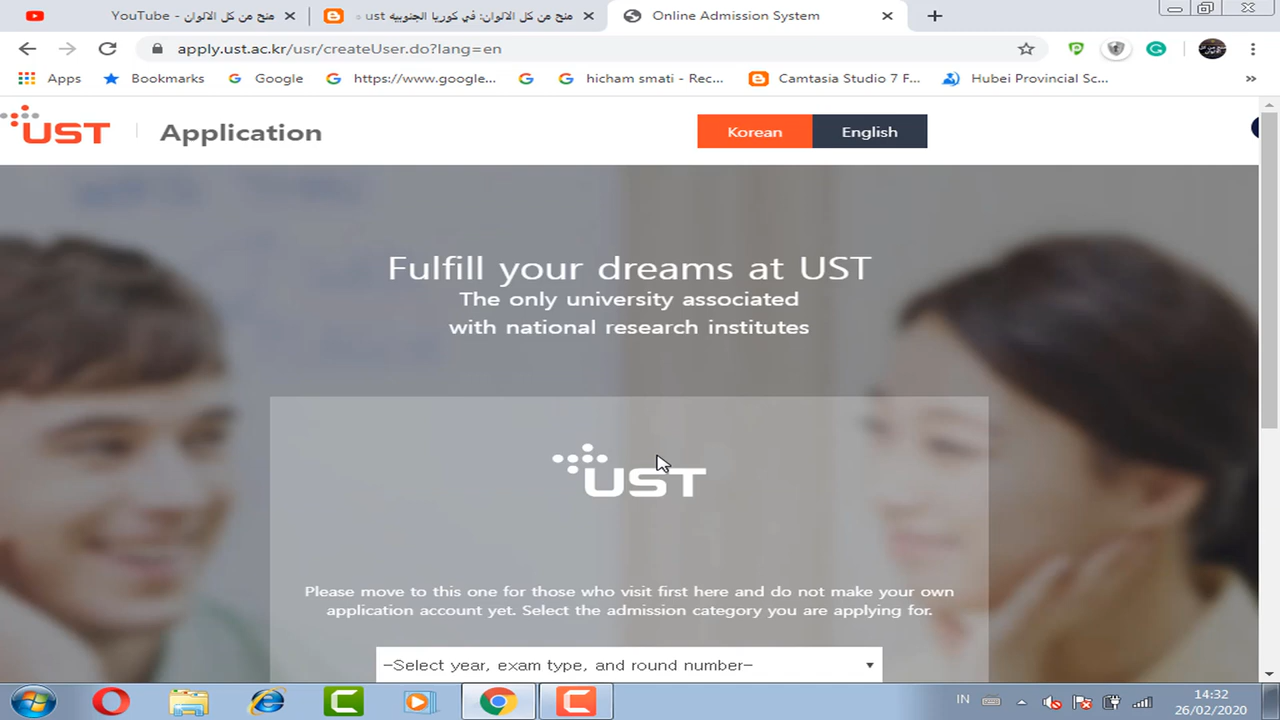 YouTube - منح من كل الالوان
منح من كل الالوان: في كوريا الجنوبيه ust
Online Admission System
apply.ust.ac.kr/usr/createUser.do?lang=en
Apps
Bookmarks
Google
https://www.google...
hicham smati - Rec...
Camtasia Studio 7 F...
Hubei Provincial Sc...
»
UST
Application
Korean
English
Fulfill your dreams at UST
The only university associated
with national research institutes
UST
Please move to this one for those who visit first here and do not make your own
application account yet. Select the admission category you are applying for.
-Select year, exam type, and round number-
IN
14:32
26/02/2020